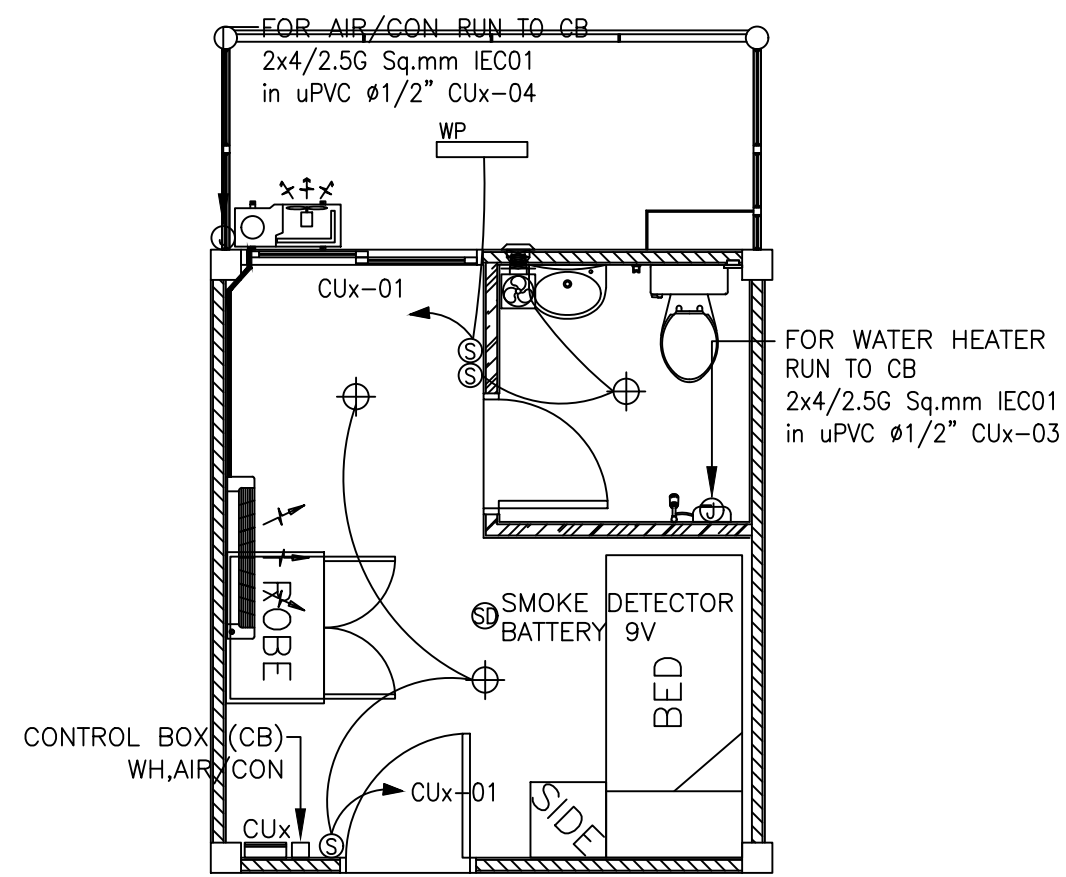 FOR AIR/CON RUN TO CB
2x4/2.5G Sq.mm IEC01
in uPVC ø1/2” CUx-04
WP
CUx-01
S
S
FOR WATER HEATER
RUN TO CB
2x4/2.5G Sq.mm IEC01
in uPVC ø1/2” CUx-03
J
SD
SMOKE DETECTOR
BATTERY 9V
ROBE
BED
CONTROL BOX (CB)
WH,AIR/CON
CUx-01
SIDE
CUx
S